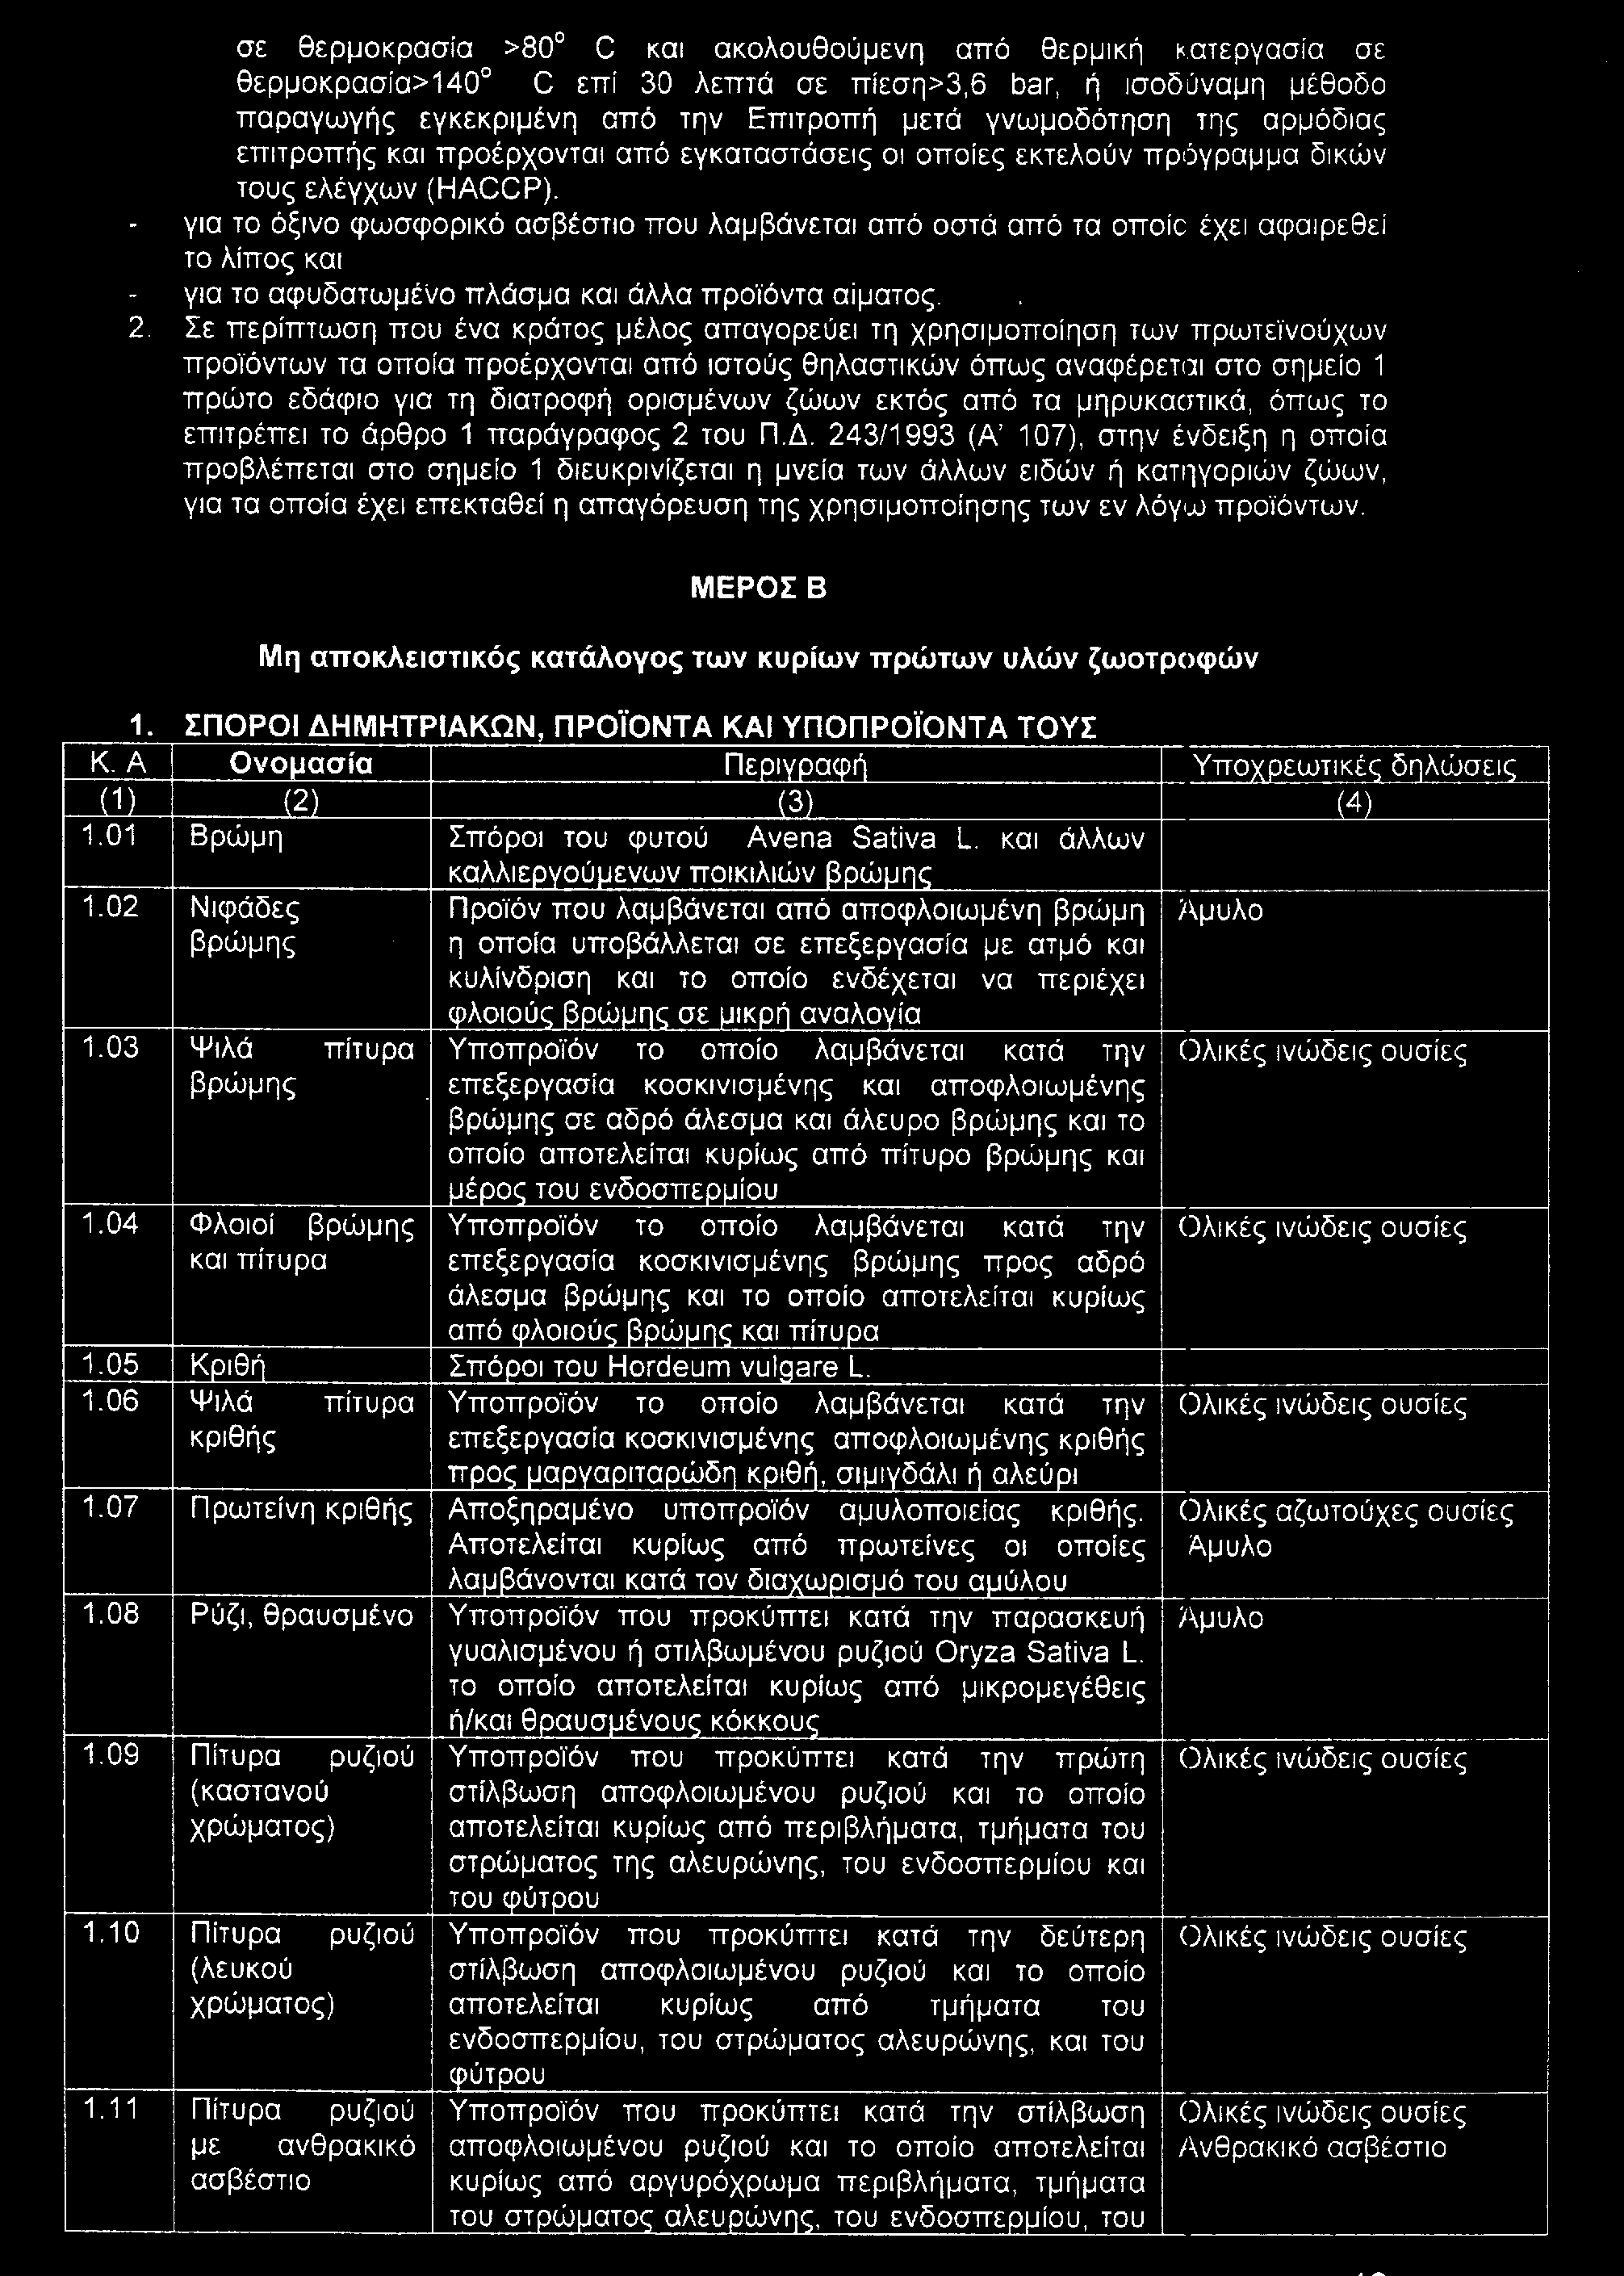 σε θερμοκρασία >80° C και ακολουθούμενη από θερμική κατεργασία σε
θερμοκρασία>140° C επί 30 λεπτά σε πίεση>3,6 bar, ή ισοδύναμη μέθοδο
παραγωγής εγκεκριμένη από την Επιτροπή μετά γνωμοδότηση της αρμόδιας
επιτροπής και προέρχονται από εγκαταστάσεις οι οποίες εκτελούν πρόγραμμα δικών
τους ελέγχων (HACCP).
- για το όξινο φωσφορικό ασβέστιο που λαμβάνεται από οστά από τα οποίc έχει αφαιρεθεί
το λίπος και
- για το αφυδατωμένο πλάσμα και άλλα προϊόντα αίματος.
2. Σε περίπτωση που ένα κράτος μέλος απαγορεύει τη χρησιμοποίηση των πρωτεϊνούχων
προϊόντων τα οποία προέρχονται από ιστούς θηλαστικών όπως αναφέρεται στο σημείο 1
πρώτο εδάφιο για τη διατροφή ορισμένων ζώων εκτός από τα μηρυκαστικά, όπως το
επιτρέπει το άρθρο 1 παράγραφος 2 του Π.Δ. 243/1993 (Α’ 107), στην ένδειξη η οποία
προβλέπεται στο σημείο 1 διευκρινίζεται η μνεία των άλλων ειδών ή κατηγοριών ζώων,
για τα οποία έχει επεκταθεί η απαγόρευση της χρησιμοποίησης των εν λόγω προϊόντων.
ΜΕΡΟΣ Β
Μη αποκλειστικός κατάλογος των κυρίων πρώτων υλών ζωοτροφών
1. ΣΠΟΡΟΙ ΔΗΜΗΤΡΙΑΚΩΝ, ΠΡΟΪΟΝΤΑ ΚΑΙ ΥΠΟΠΡΟΪΟΝΤΑ ΤΟΥΣ
Κ. Α Ονομασία Περιγραφή Υποχρεωτικές δηλώσεις
(1) (2) (3) (4)
1.01 Βρώμη Σπόροι του φυτού Avena Sativa L. και άλλων
καλλιεργούμενων ποικιλιών βρώμης
1.02 Νιφάδες Προϊόν που λαμβάνεται από αποφλοιωμένη βρώμη Άμυλο
βρώμης η οποία υποβάλλεται σε επεξεργασία με ατμό και
κυλίνδριση και το οποίο ενδέχεται να περιέχει
φλοιούς βρώμης σε μικρή αναλογία
1.03 Ψιλά πίτυρα Υποπροϊόν το οποίο λαμβάνεται κατά την Ολικές ινώδεις ουσίες
βρώμης επεξεργασία κοσκινισμένης και αποφλοιωμένης
βρώμης σε αδρό άλεσμα και άλευρο βρώμης και το
οποίο αποτελείται κυρίως από πίτυρο βρώμης και
μέρος του ενδοσπερμίου
1.04 Φλοιοί βρώμης Υποπροϊόν το οποίο λαμβάνεται κατά την Ολικές ινώδεις ουσίες
και πίτυρα επεξεργασία κοσκινισμένης βρώμης προς αδρό
άλεσμα βρώμης και το οποίο αποτελείται κυρίως
από φλοιούς βρώμης και πίτυρα
1.05 Κριθή Σπόροι του Hordeum vulgare L.
1.06 Ψιλά πίτυρα Υποπροϊόν το οποίο λαμβάνεται κατά την Ολικές ινώδεις ουσίες
κριθής επεξεργασία κοσκινισμένης αποφλοιωμένης κριθής
προς μαργαριταρώδη κριθή, σιμιγδάλι ή αλεύρι
1.07 Πρωτείνη κριθής Αποξηραμένο υποπροϊόν αμυλοποιείας κριθής. Ολικές αζωτούχες ουσίες
Αποτελείται κυρίως από πρωτείνες οι οποίες Άμυλο
λαμβάνονται κατά τον διαχωρισμό του αμύλου
1.08 Ρύζι, θραυσμένο Υποπροϊόν που προκύπτει κατά την παρασκευή Άμυλο
γυαλισμένου ή στιλβωμένου ρυζιού Oryza Sativa L.
το οποίο αποτελείται κυρίως από μικρομεγέθεις
ή/και θραυσμένους κόκκους
1.09 Πίτυρα ρυζιού Υποπροϊόν που προκύπτει κατά την πρώτη Ολικές ινώδεις ουσίες
(καστανού στίλβωση αποφλοιωμένου ρυζιού και το οποίο
χρώματος) αποτελείται κυρίως από περιβλήματα, τμήματα του
στρώματος της αλευρώνης, του ενδοσπερμίου και
του φύτρου
1.10 Πίτυρα ρυζιού Υποπροϊόν που προκύπτει κατά την δεύτερη Ολικές ινώδεις ουσίες
(λευκού στίλβωση αποφλοιωμένου ρυζιού και το οποίο
χρώματος) αποτελείται κυρίως από τμήματα του
ενδοσπερμίου, του στρώματος αλευρώνης, και του
φύτρου
1.11 Πίτυρα ρυζιού Υποπροϊόν που προκύπτει κατά την στίλβωση Ολικές ινώδεις ουσίες
με ανθρακικό αποφλοιωμένου ρυζιού και το οποίο αποτελείται Ανθρακικό ασβέστιο
ασβέστιο κυρίως από αργυρόχρωμα περιβλήματα, τμήματα
του στρώματος αλευρώνης, του ενδοσπερμίου, του